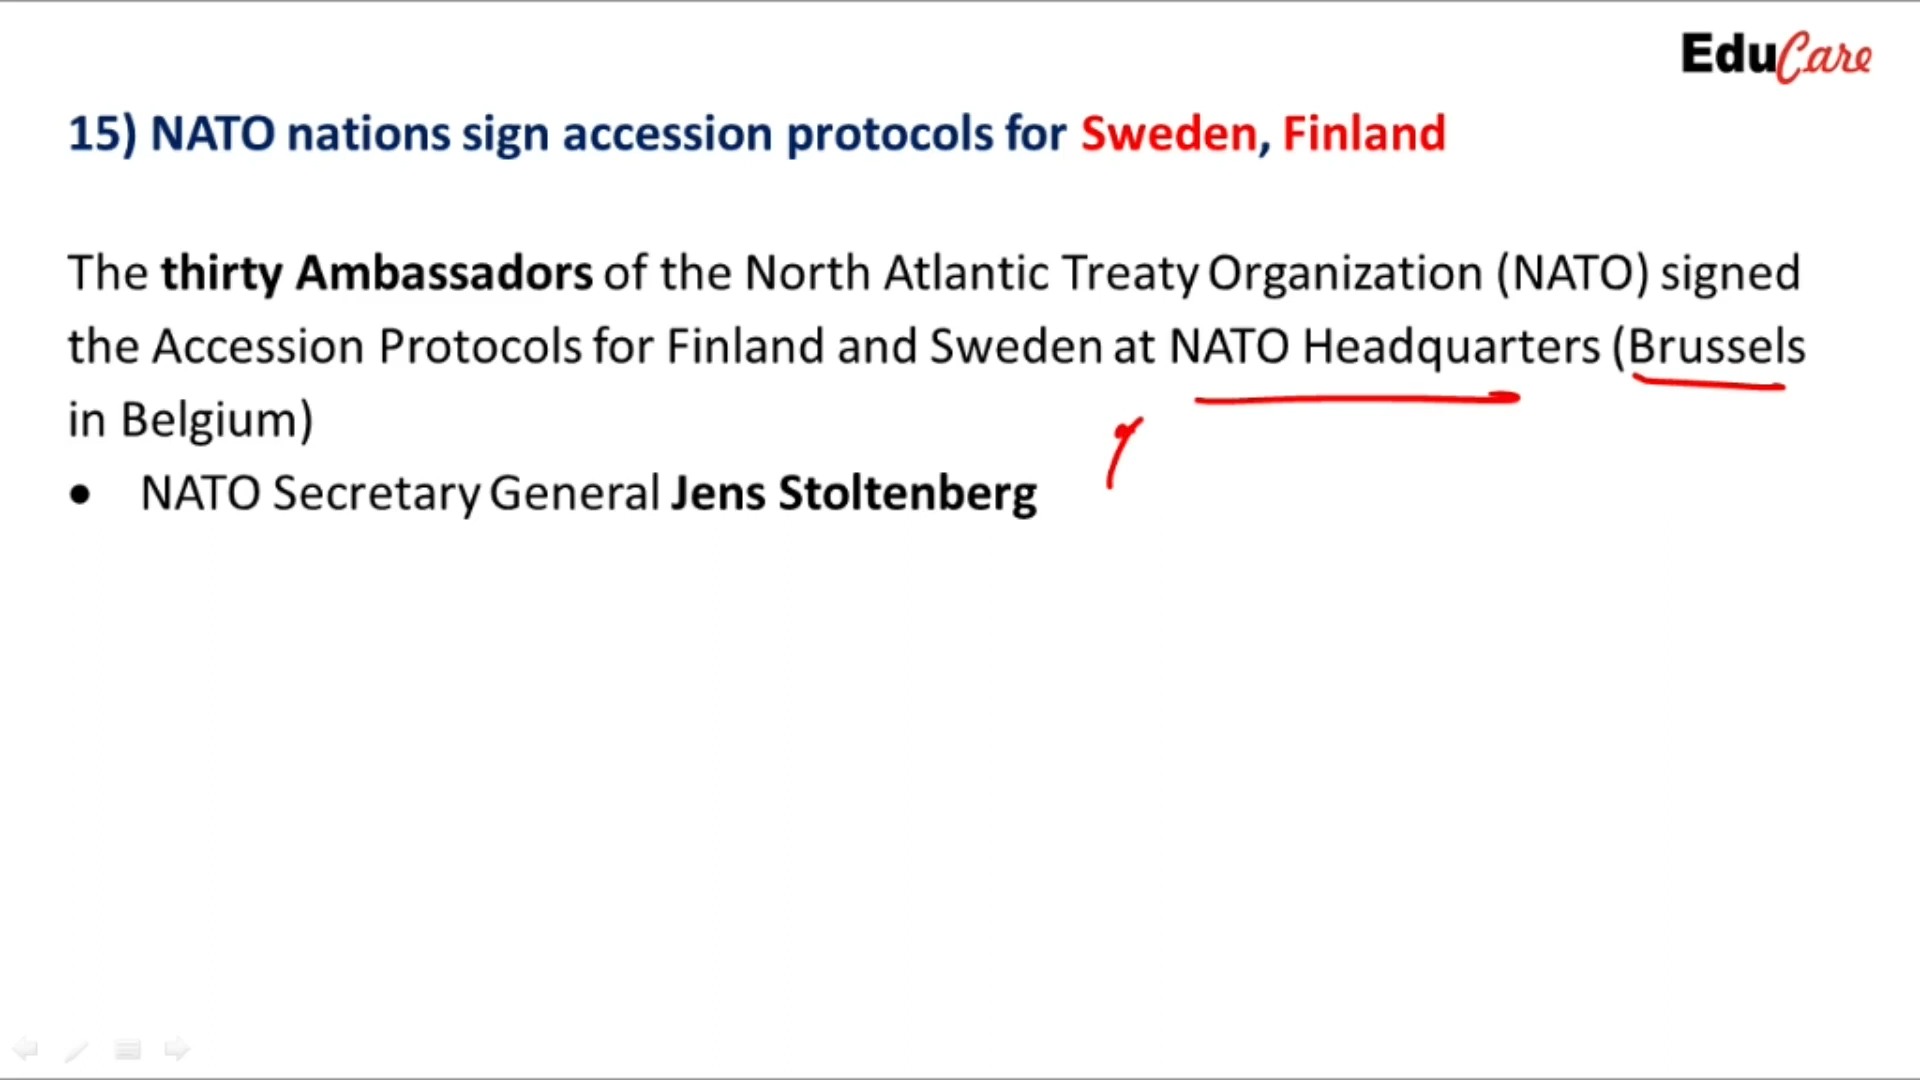 EduCare
15) NATO nations sign accession protocols for Sweden, Finland
The thirty Ambassadors of the North Atlantic Treaty Organization (NATO) signed
the Accession Protocols for Finland and Sweden at NATO Headquarters (Brussels
in Belgium)
• NATO Secretary General Jens Stoltenberg